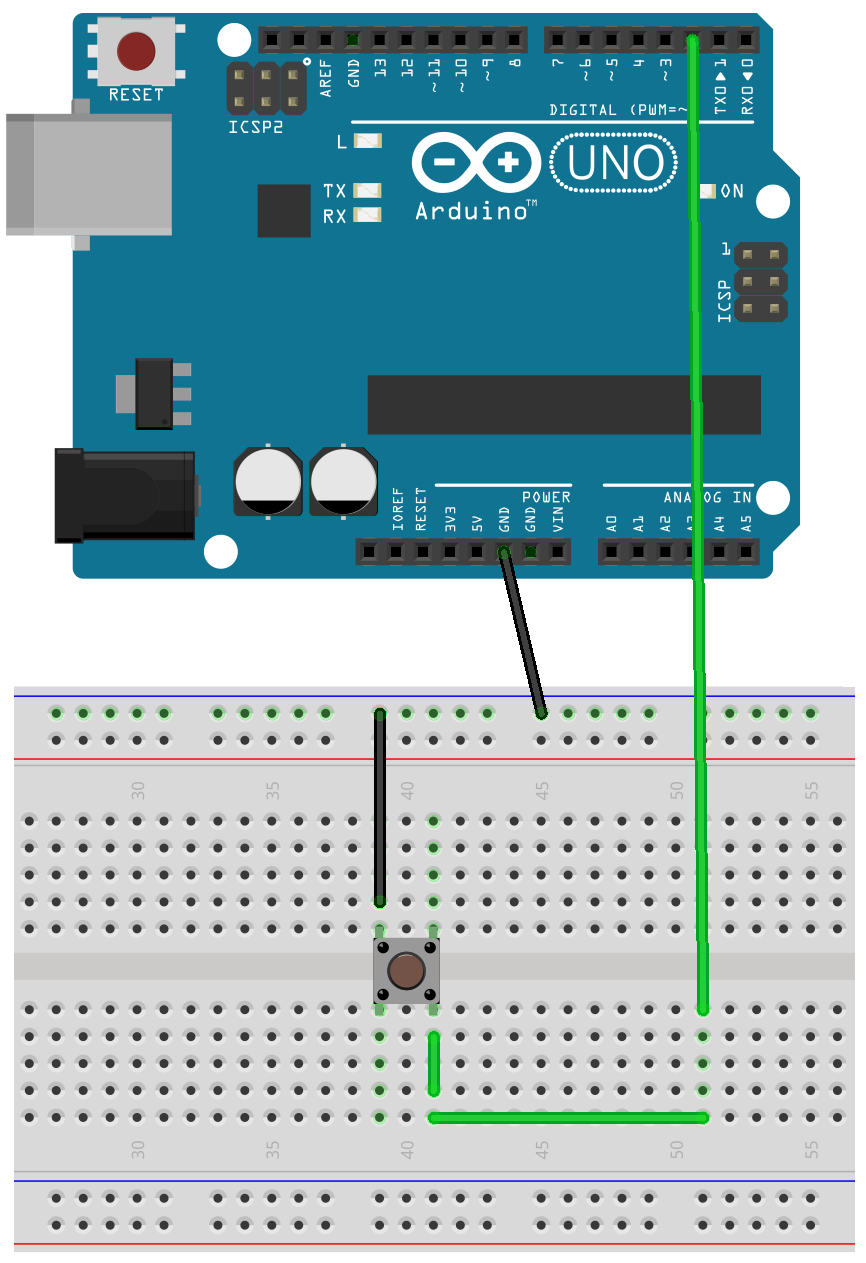 RESET
ICSP2
AREF
GND
13
12
~11
~10
~9
8
7
~6
~5
4
~3
TX0▶1
RX0◀0
DIGITAL (PWM=~
L
TX
RX
UNO
Arduino™
ON
1
ICSP
POWER
ANALOG IN
IOREF
RESET
3V3
5V
GND
GND
VIN
A0
A1
A2
A3
A4
A5
30
35
40
45
50
55
30
35
40
45
50
55